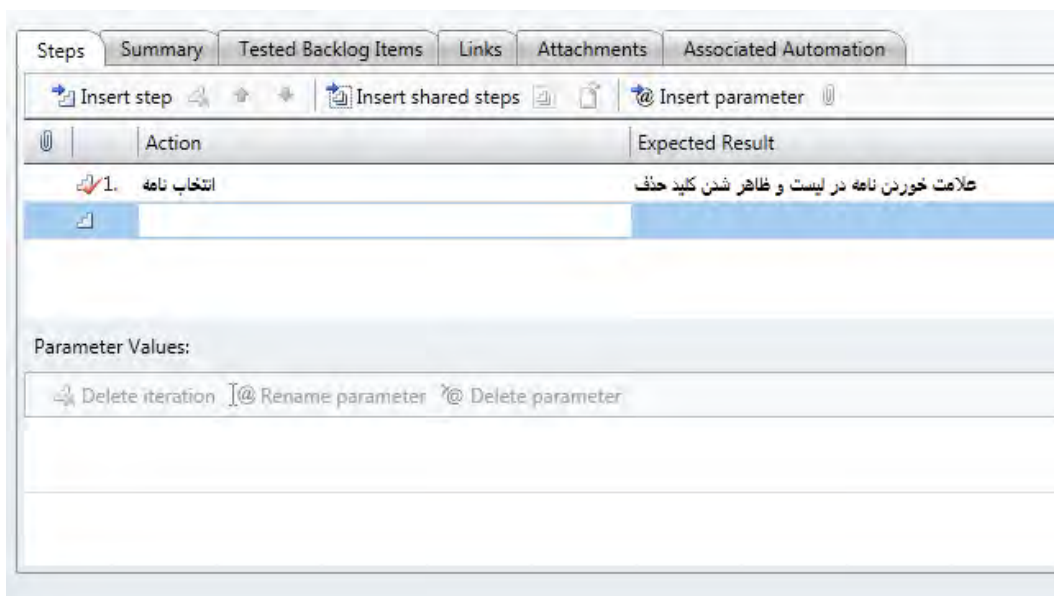 Steps Summary Tested Backlog Items Links Attachments Associated Automation
Insert step Insert shared steps Insert parameter
Action Expected Result
1. انتخاب نامه علامت خوردن نامه در لیست و ظاهر شدن کلید حذف
Parameter Values:
Delete iteration Rename parameter Delete parameter